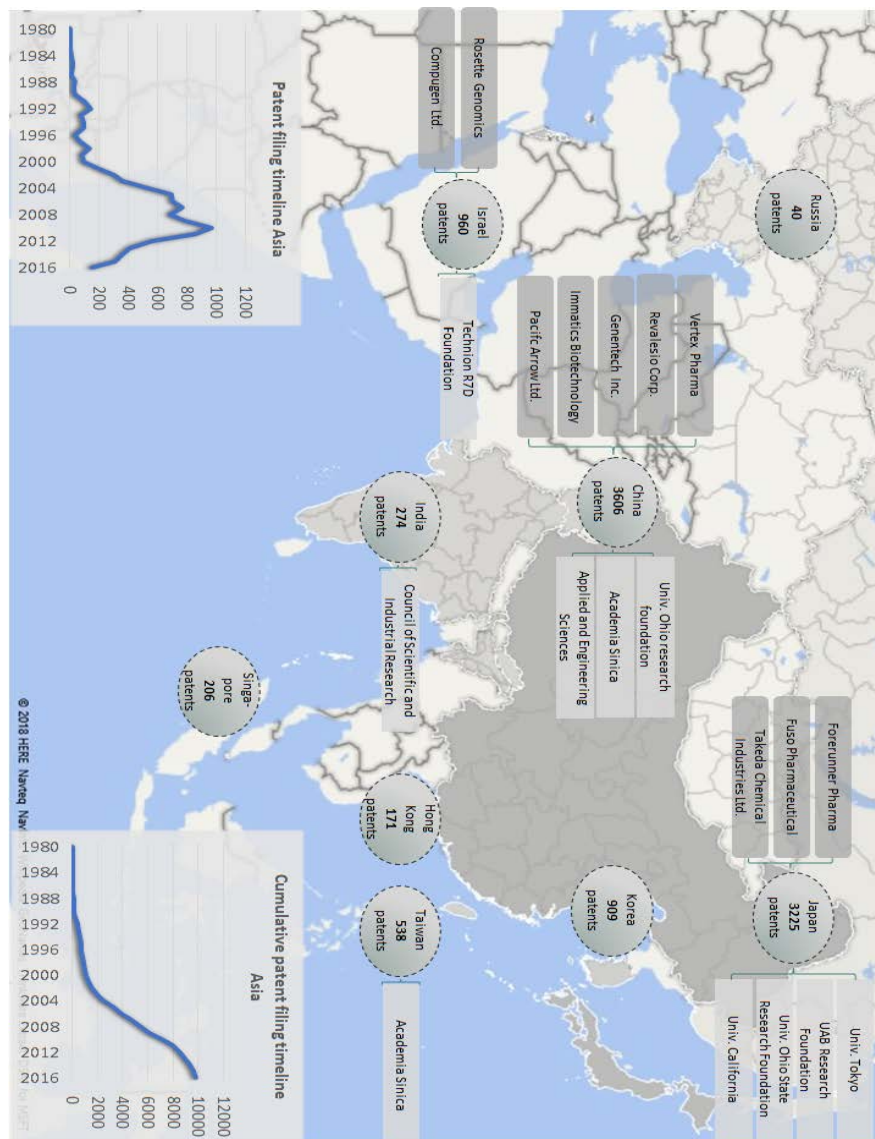 Russia
40
patents
Rosette Genomics
Compugen Ltd.
Israel
960
patents
Technion R7D
Foundation
Vertex Pharma
Revalesio Corp.
Genentech Inc.
Immatics Biotechnology
Pacifc Arrow Ltd.
China
3606
patents
Univ. Ohio research
foundation
Academia Sinica
Applied and Engineering
Sciences
India
274
patents
Council of Scientific and
Industrial Research
Forerunner Pharma
Fuso Pharmaceutical
Takeda Chemical
Industries Ltd.
Japan
3225
patents
Univ. Tokyo
UAB Research
Foundation
Univ. Ohio State
Research Foundation
Univ. California
Korea
909
patents
Singa-
pore
206
patents
Hong
Kong
171
patents
Taiwan
538
patents
Academia Sinica
Patent filing timeline Asia
1200
1000
800
600
400
200
0
1980
1984
1988
1992
1996
2000
2004
2008
2012
2016
Cumulative patent filing timeline
Asia
12000
10000
8000
6000
4000
2000
0
1980
1984
1988
1992
1996
2000
2004
2008
2012
2016
© 2018 HERE Navteq